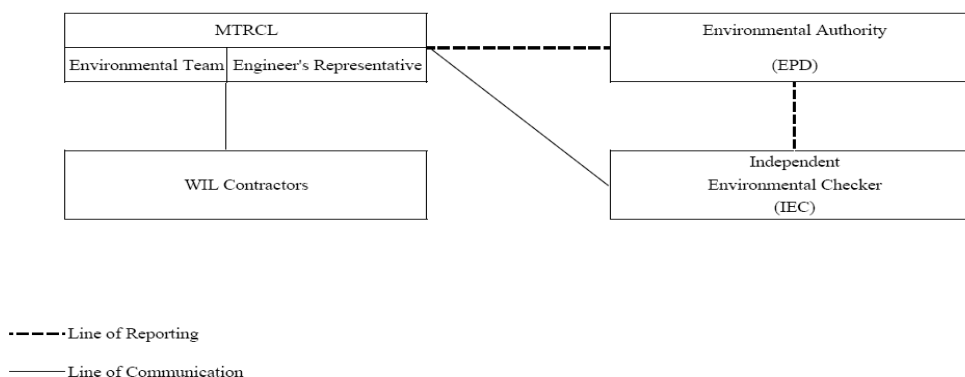 MTRCL
Environmental Team
Engineer's Representative
Environmental Authority
(EPD)
WIL Contractors
Independent
Environmental Checker
(IEC)
Line of Reporting
Line of Communication